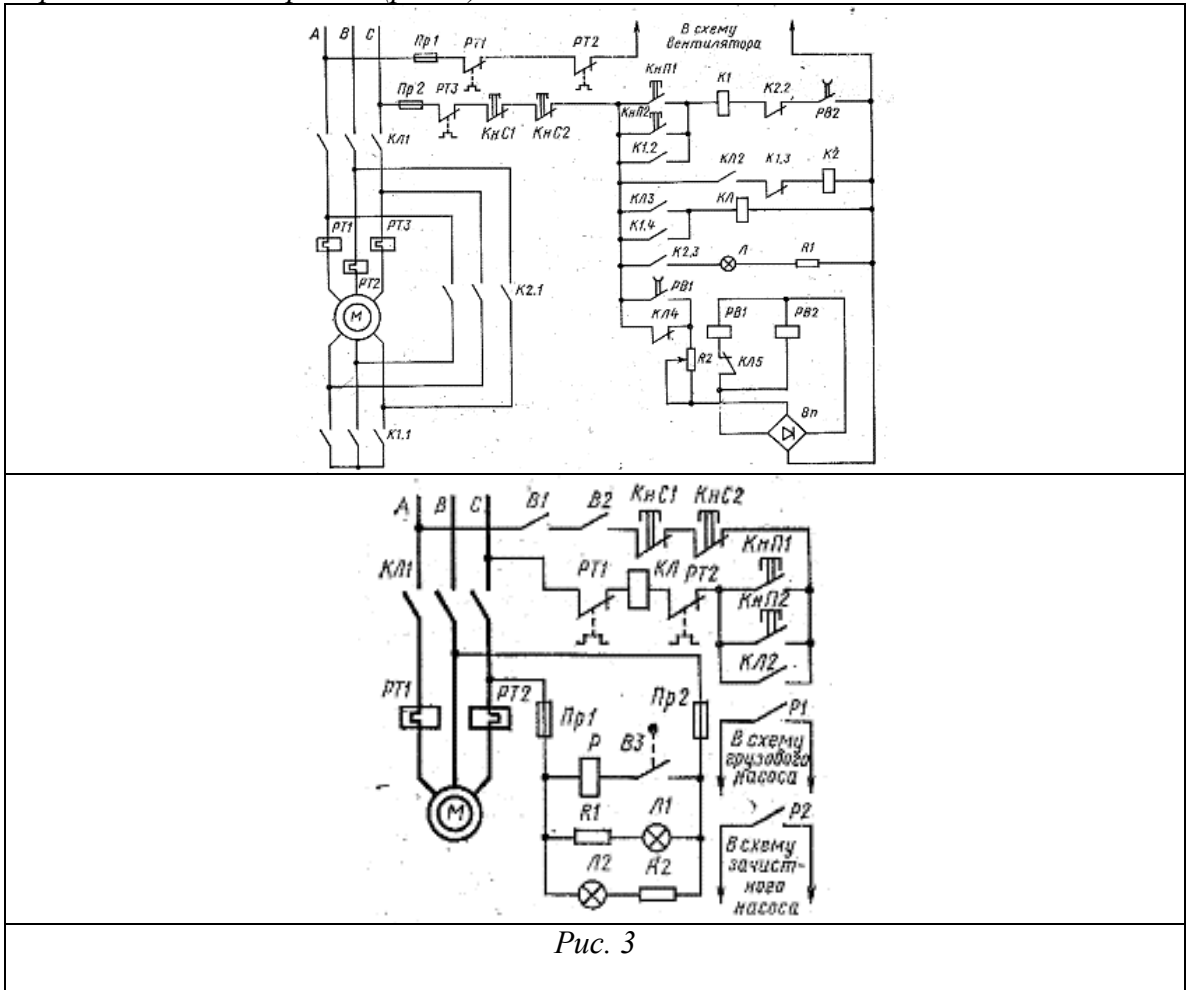 A B C
Пр1 РТ1 РТ2
В схему
вентилятора
КнП1 К1 К2.2
Пр2 РТ3 КнС1 КнС2
КнП2
РВ2
КЛ1
К1.2
КЛ2 К1.3 К2
КЛ3 КЛ
К1.4
РТ1 РТ3
РТ2
К2.3 Л R1
К2.1
РВ1
М
КЛ4
РВ1 РВ2
R2
КЛ5
Вп
К1.1
A B C
В1 В2 КнС1 КнС2
КнП1
КЛ1
РТ1 КЛ РТ2
КнП2
КЛ2
РТ1 РТ2
Пр1 Пр2
Р В3
Р1
В схему
грузового
насоса
М
R1 Л1
Р2
Л2 R2
В схему
зачист-
ного
насоса
Рис. 3